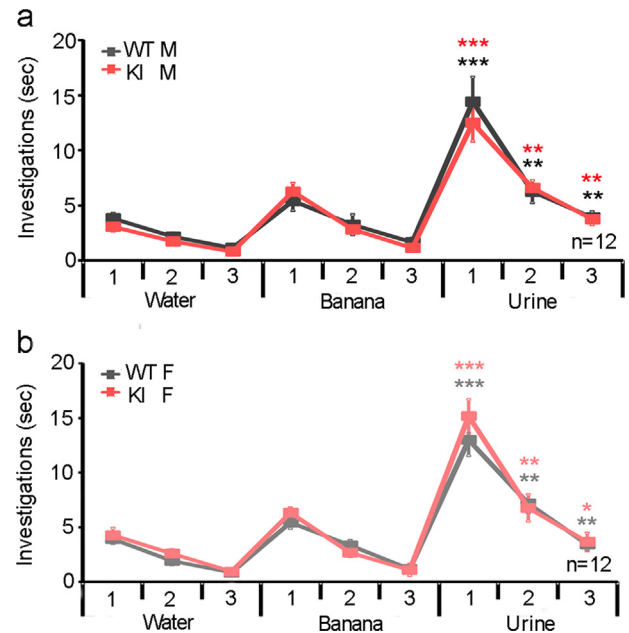 a
Investigations (sec)
20
15
10
5
0
WT M
KI M
***
***
**
**
**
**
n=12
1 2 3 1 2 3 1 2 3
Water Banana Urine
b
Investigations (sec)
20
15
10
5
0
WT F
KI F
***
***
**
**
*
**
n=12
1 2 3 1 2 3 1 2 3
Water Banana Urine